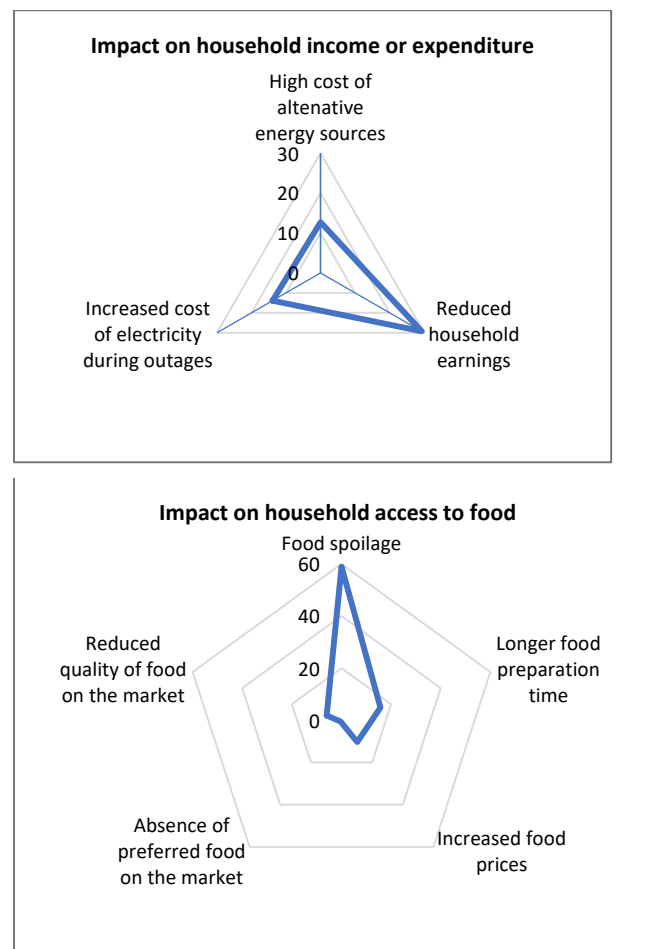 Impact on household income or expenditure
High cost of
altenative
energy sources
30
20
10
0
Increased cost
of electricity
during outages
Reduced
household
earnings
Impact on household access to food
Food spoilage
60
40
20
0
Reduced
quality of food
on the market
Longer food
preparation
time
Absence of
preferred food
on the market
Increased food
prices